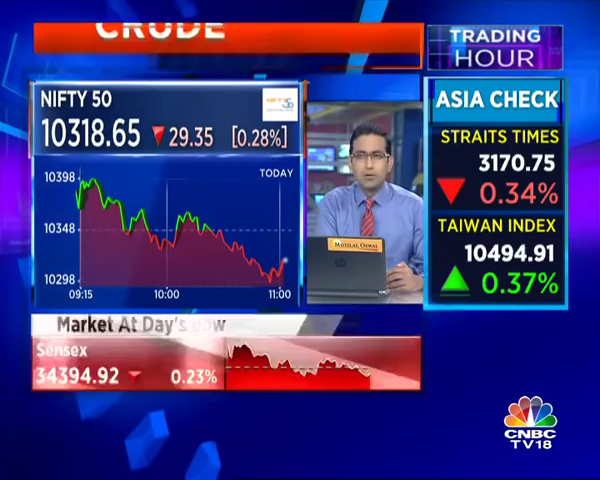 CRUDE
TRADING
HOUR
NIFTY 50
10318.65 29.35 [0.28%]
TODAY
10398
10348
10298
09:15 10:00 11:00
MOTILAL OSWAL
hp
ASIA CHECK
STRAITS TIMES
3170.75
0.34%
TAIWAN INDEX
10494.91
0.37%
Market At Day's Low
Sensex
34394.92 0.23%
CNBC
TV18